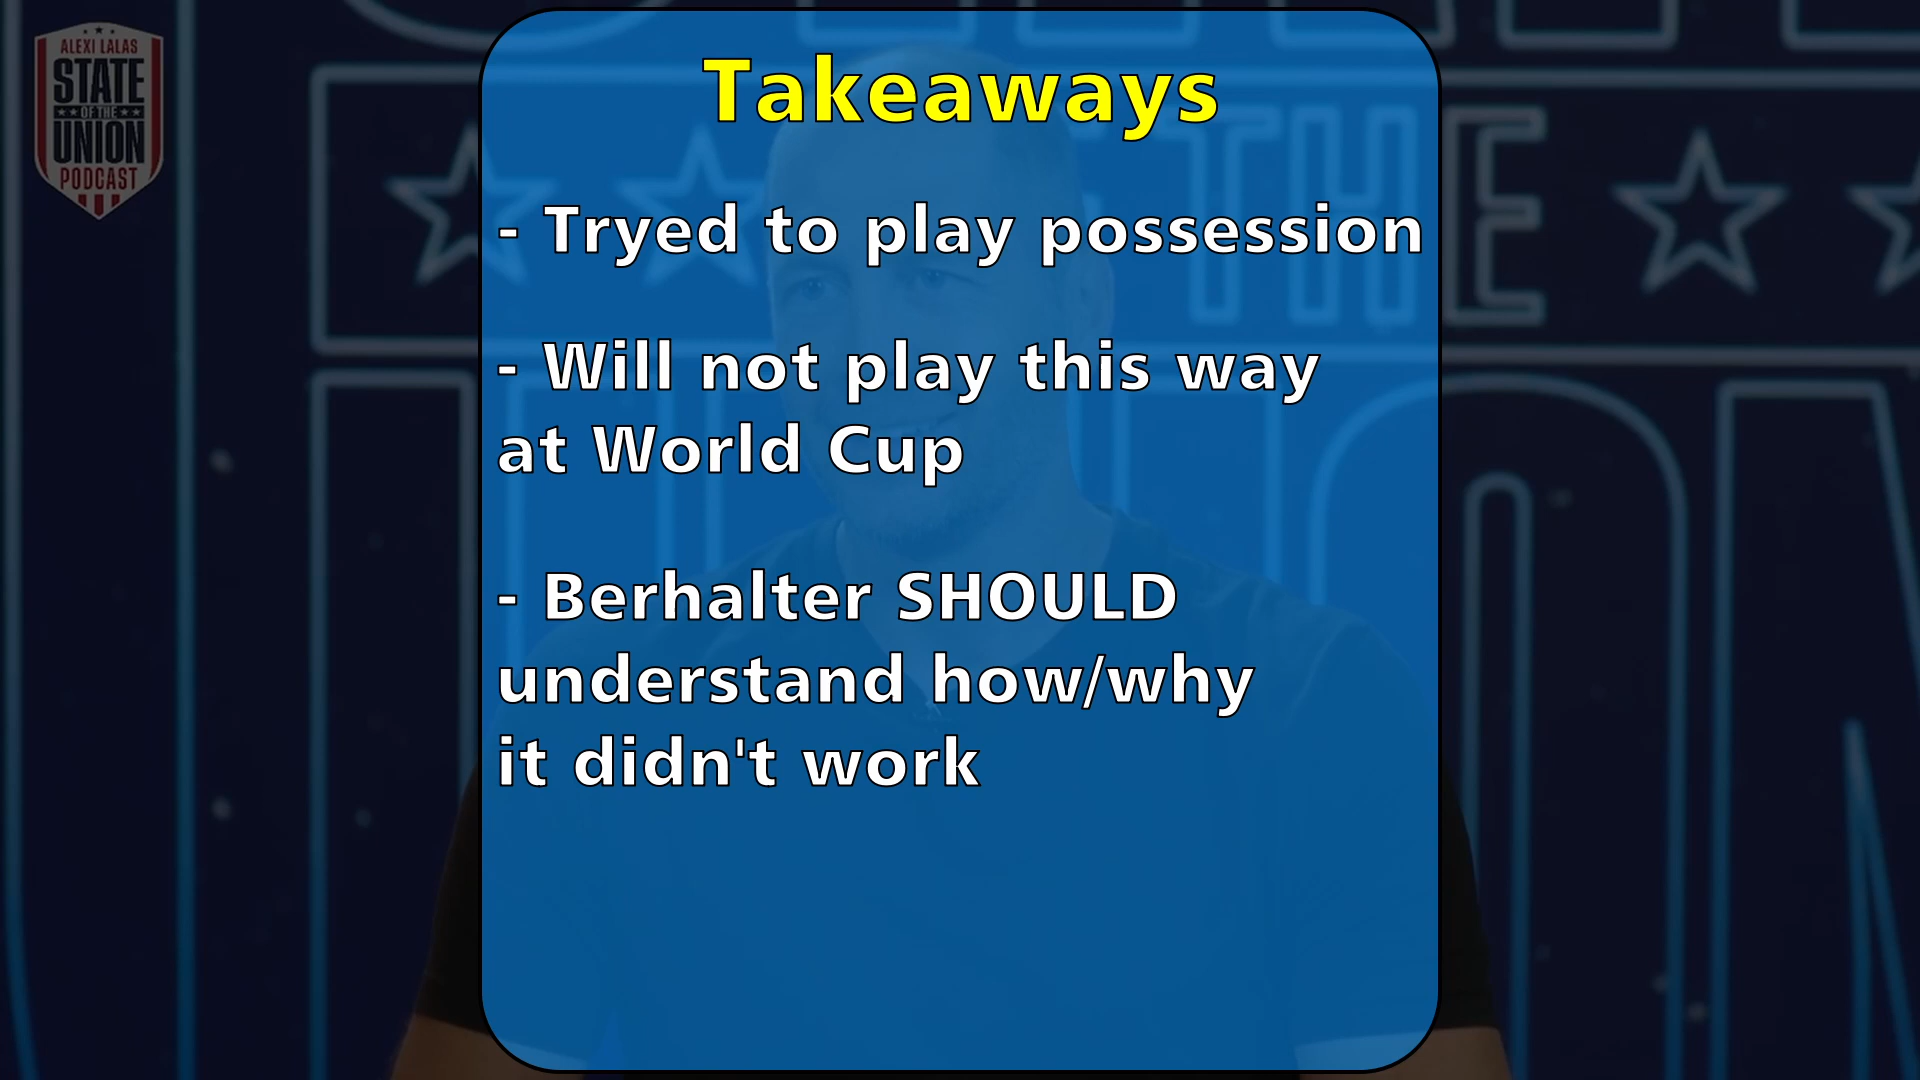 ALEXI LALAS
STATE
OF THE
UNION
PODCAST
THE
Takeaways
- Tryed to play possession
- Will not play this way
at World Cup
- Berhalter SHOULD
understand how/why
it didn't work